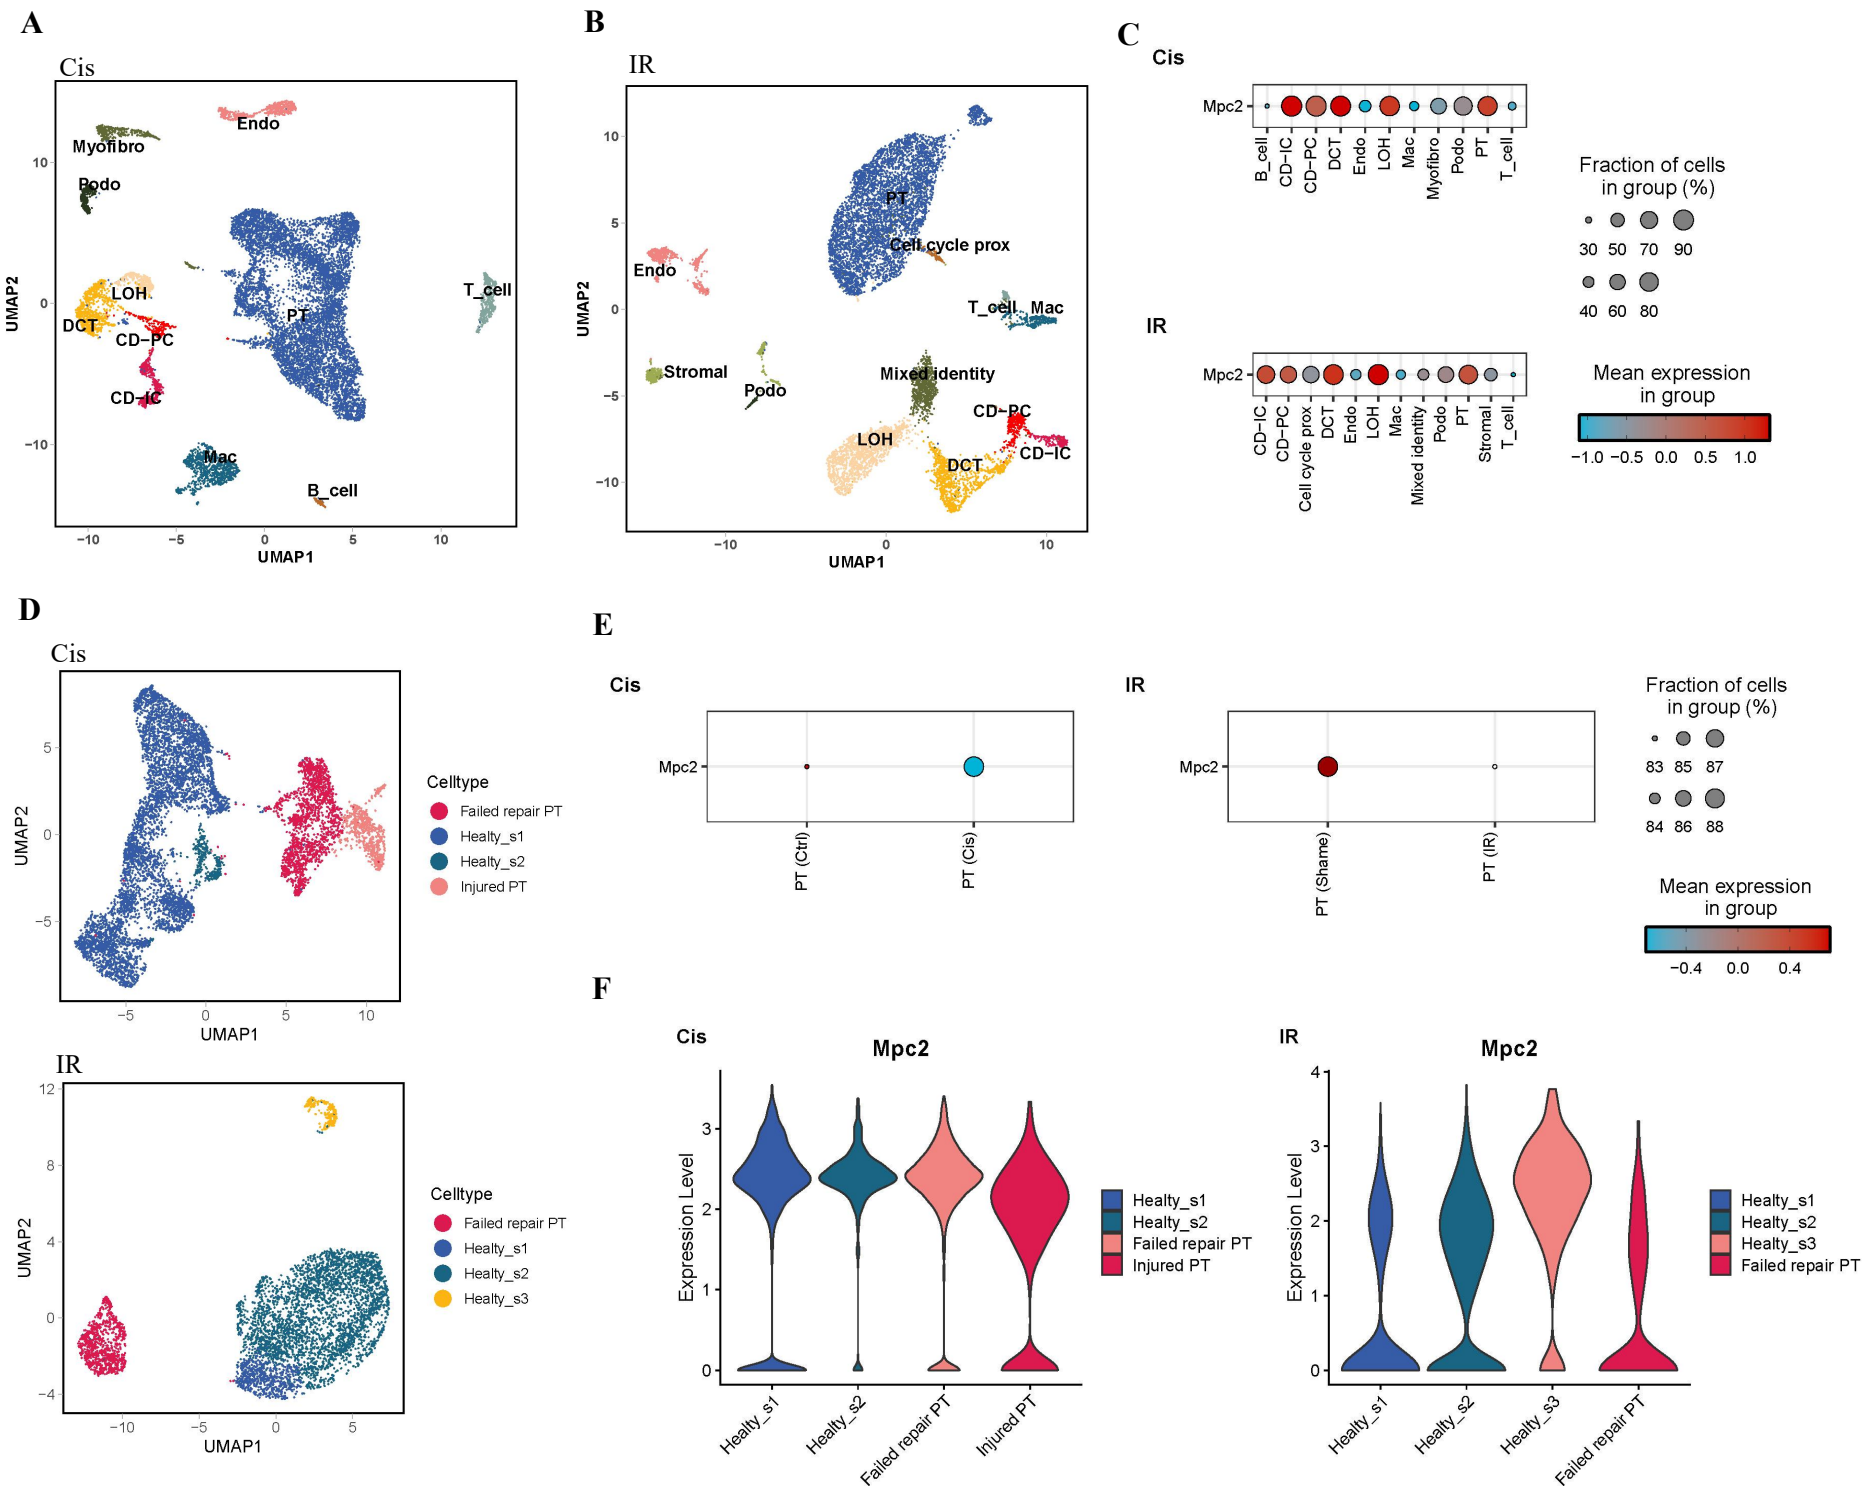 A
Cis
Endo
Myofibro
Podo
LOH
DCT
CD-PC
CD-IC
PT
T_cell
Mac
B_cell
10
0
−10
−10
−5
0
5
10
UMAP1
UMAP2
B
IR
PT
Cell cycle prox
Endo
T_cell
Mac
Stromal
Podo
Mixed identity
CD-PC
CD-IC
LOH
DCT
10
5
0
−5
−10
−10
0
10
UMAP1
UMAP2
C
Cis
Mpc2
B_cell
CD-IC
CD-PC
DCT
Endo
LOH
Mac
Myofibro
Podo
PT
T_cell
IR
Mpc2
CD-IC
CD-PC
Cell cycle prox
DCT
Endo
LOH
Mac
Mixed identity
Podo
PT
Stromal
T_cell
Fraction of cells
in group (%)
30 50 70 90
40 60 80
Mean expression
in group
−1.0 −0.5 0.0 0.5 1.0
D
Cis
5
0
−5
−5
0
5
10
UMAP1
UMAP2
Celltype
Failed repair PT
Healty_s1
Healty_s2
Injured PT
IR
12
8
4
0
−4
−10
−5
0
5
UMAP1
UMAP2
Celltype
Failed repair PT
Healty_s1
Healty_s2
Healty_s3
E
Cis
Mpc2
PT (Ctrl)
PT (Cis)
IR
Mpc2
PT (Shame)
PT (IR)
Fraction of cells
in group (%)
83 85 87
84 86 88
Mean expression
in group
−0.4 0.0 0.4
F
Cis
Mpc2
Expression Level
3
2
1
0
Healty_s1
Healty_s2
Failed repair PT
Injured PT
Healty_s1
Healty_s2
Failed repair PT
Injured PT
IR
Mpc2
Expression Level
4
3
2
1
0
Healty_s1
Healty_s2
Healty_s3
Failed repair PT
Healty_s1
Healty_s2
Healty_s3
Failed repair PT